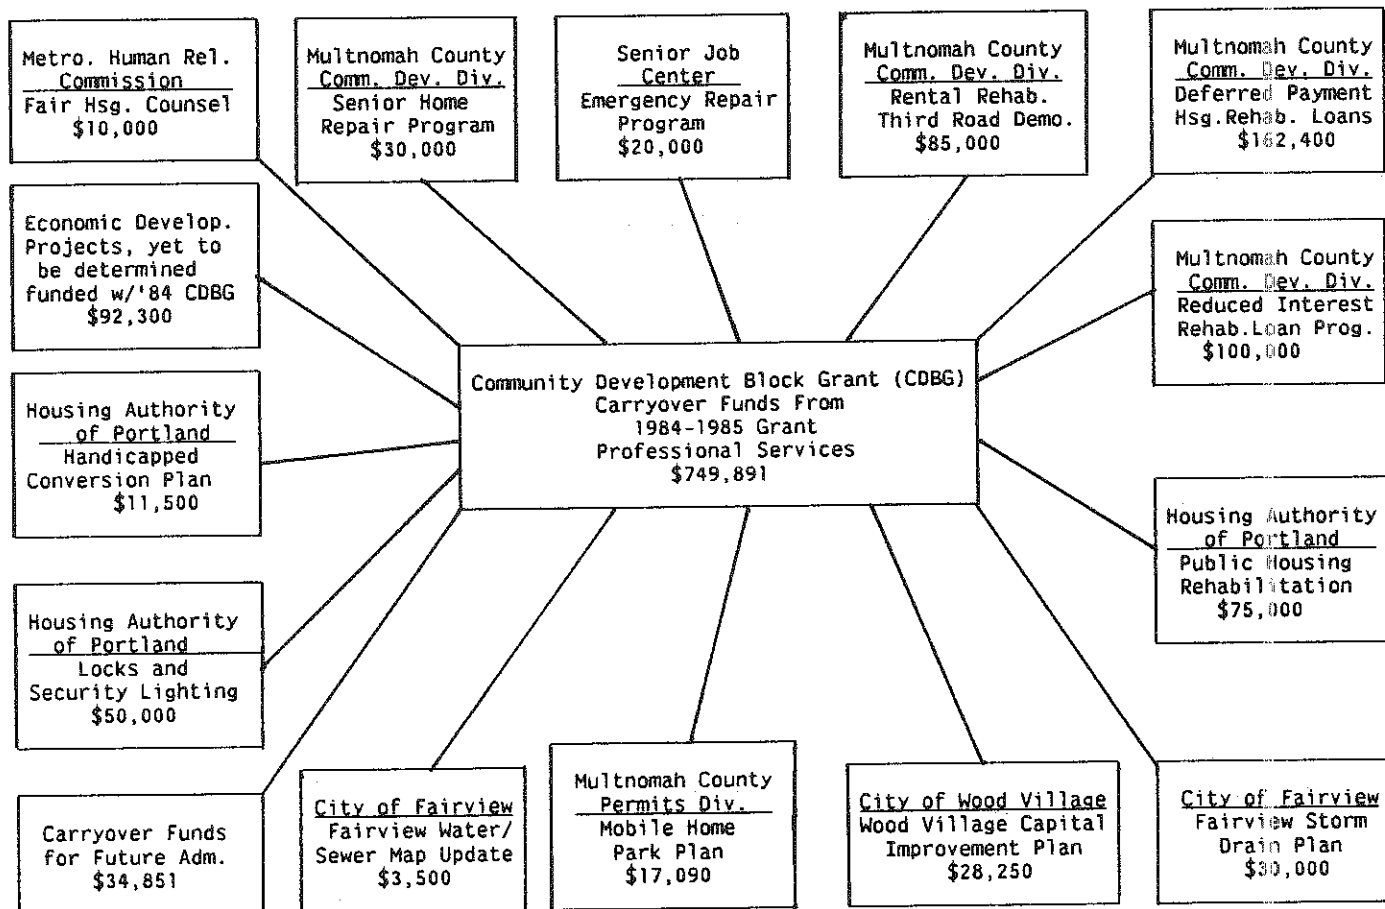 Metro. Human Rel.
Commission
Fair Hsg. Counsel
$10,000
Multnomah County
Comm. Dev. Div.
Senior Home
Repair Program
$30,000
Senior Job
Center
Emergency Repair
Program
$20,000
Multnomah County
Comm. Dev. Div.
Rental Rehab.
Third Road Demo.
$85,000
Multnomah County
Comm. Dev. Div.
Deferred Payment
Hsg.Rehab. Loans
$162,400
Economic Develop.
Projects, yet to
be determined
funded w/'84 CDBG
$92,300
Multnomah County
Comm. Dev. Div.
Reduced Interest
Rehab.Loan Prog.
$100,000
Community Development Block Grant (CDBG)
Carryover Funds From
1984-1985 Grant
Professional Services
$749,891
Housing Authority
of Portland
Handicapped
Conversion Plan
$11,500
Housing Authority
of Portland
Public Housing
Rehabilitation
$75,000
Housing Authority
of Portland
Locks and
Security Lighting
$50,000
Carryover Funds
for Future Adm.
$34,851
City of Fairview
Fairview Water/
Sewer Map Update
$3,500
Multnomah County
Permits Div.
Mobile Home
Park Plan
$17,090
City of Wood Village
Wood Village Capital
Improvement Plan
$28,250
City of Fairview
Fairview Storm
Drain Plan
$30,000